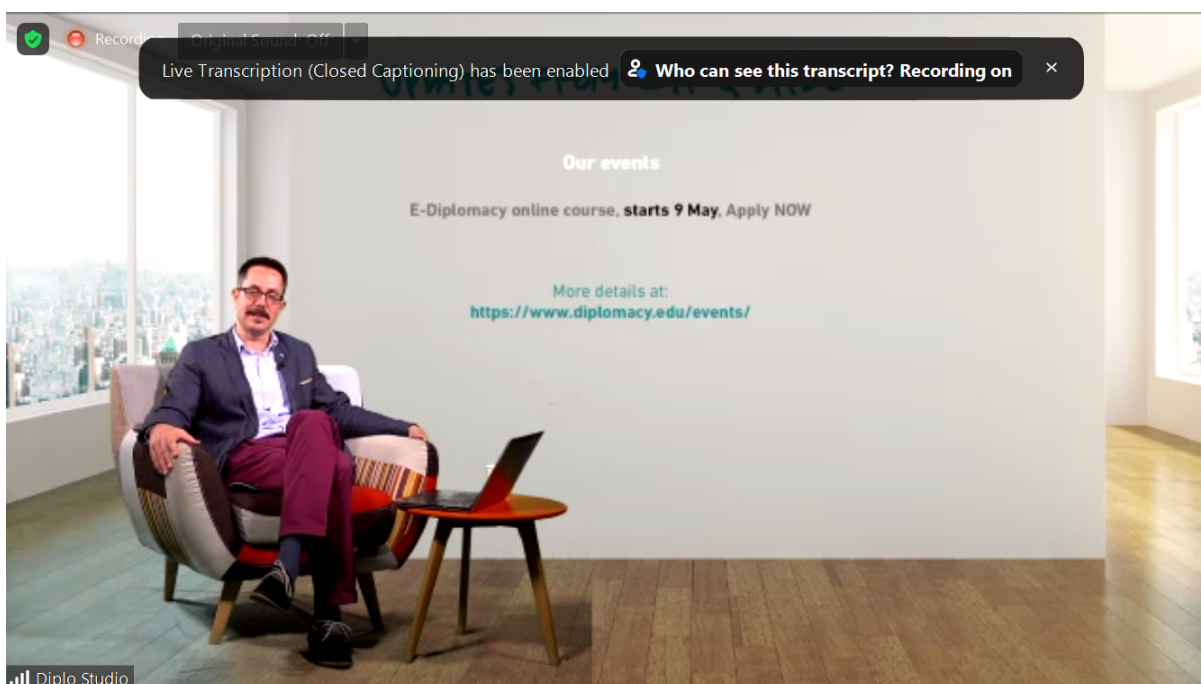 Recordi
Original Sound: Off
Live Transcription (Closed Captioning) has been enabled
Who can see this transcript? Recording on
Our events
E-Diplomacy online course, starts 9 May, Apply NOW
More details at:
https://www.diplomacy.edu/events/
Diplo Studio